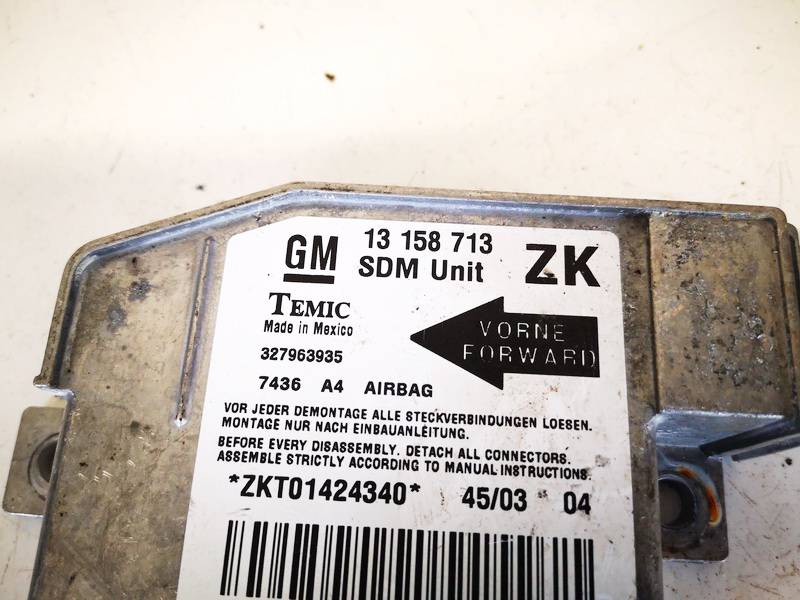 GM 13 158 713 ZK
SDM Unit
TEMIC
Made in Mexico
VORNE
FORWARD
327963935
7436 A4 AIRBAG
VOR JEDER DEMONTAGE ALLE STECKVERBINDUNGEN LOESEN.
MONTAGE NUR NACH EINBAUANLEITUNG.
BEFORE EVERY DISASSEMBLY. DETACH ALL CONNECTORS.
ASSEMBLE STRICTLY ACCORDING TO MANUAL-INSTRUCTIONS.
*ZKT01424340* 45/03 04